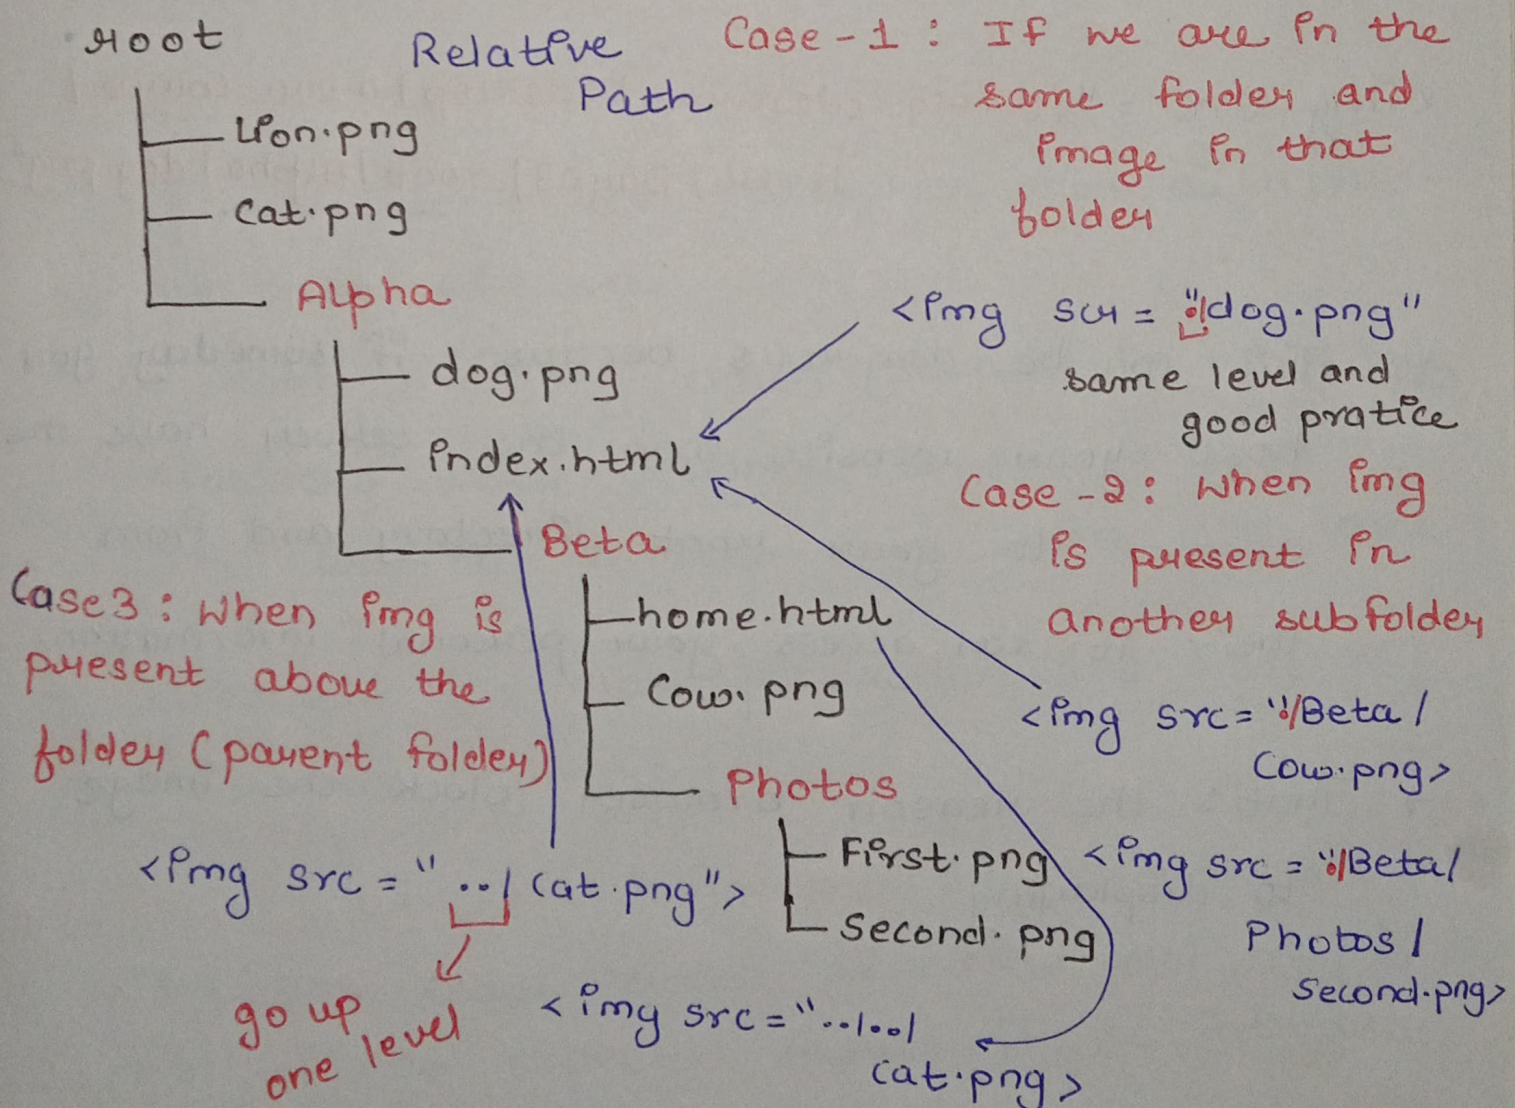 root
Relative
Path
Lion.png
Cat.png
Alpha
dog.png
index.html
Beta
home.html
Cow.png
Photos
First.png
Second.png
Case-1: If we are in the
same folder and
image in that
folder
<img src = "./dog.png"
same level and
good pratice
Case-2: when img
is present in
another subfolder
<img src="./Beta/
Cow.png>
<img src = "./Beta/
Photos/
Second.png>
Case3: when img is
present above the
folder (parent folder)
<img src="../cat.png">
go up
one level
<img src="../../
cat.png>